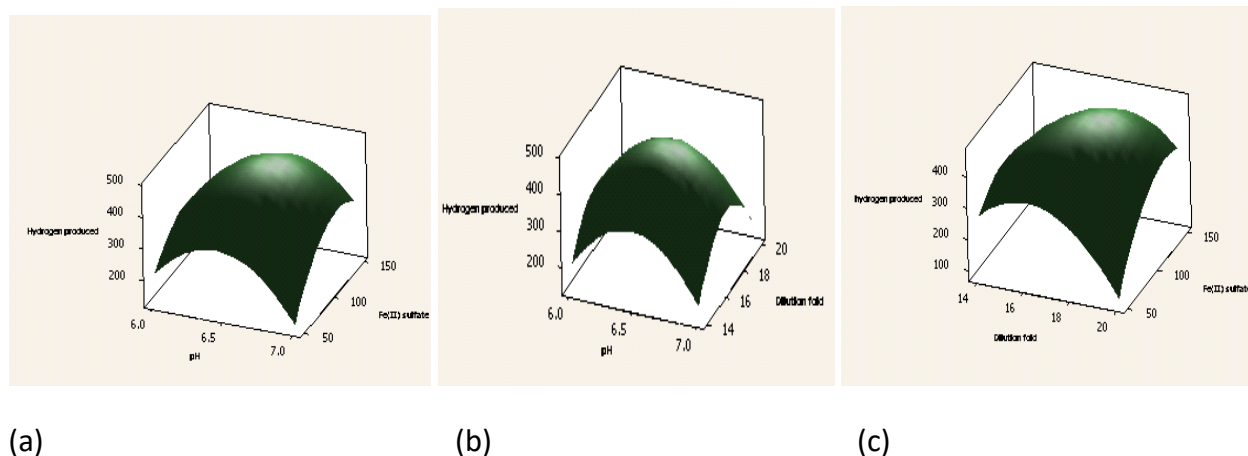 500
400
300
200
Hydrogen produced
6.0
6.5
7.0
pH
50
100
150
Fe(II) sulfate
500
400
300
200
Hydrogen produced
6.0
6.5
7.0
pH
14
16
18
20
Dilution fold
400
300
200
100
hydrogen produced
14
16
18
20
Dilution fold
50
100
150
Fe(II) sulfate
(a)
(b)
(c)